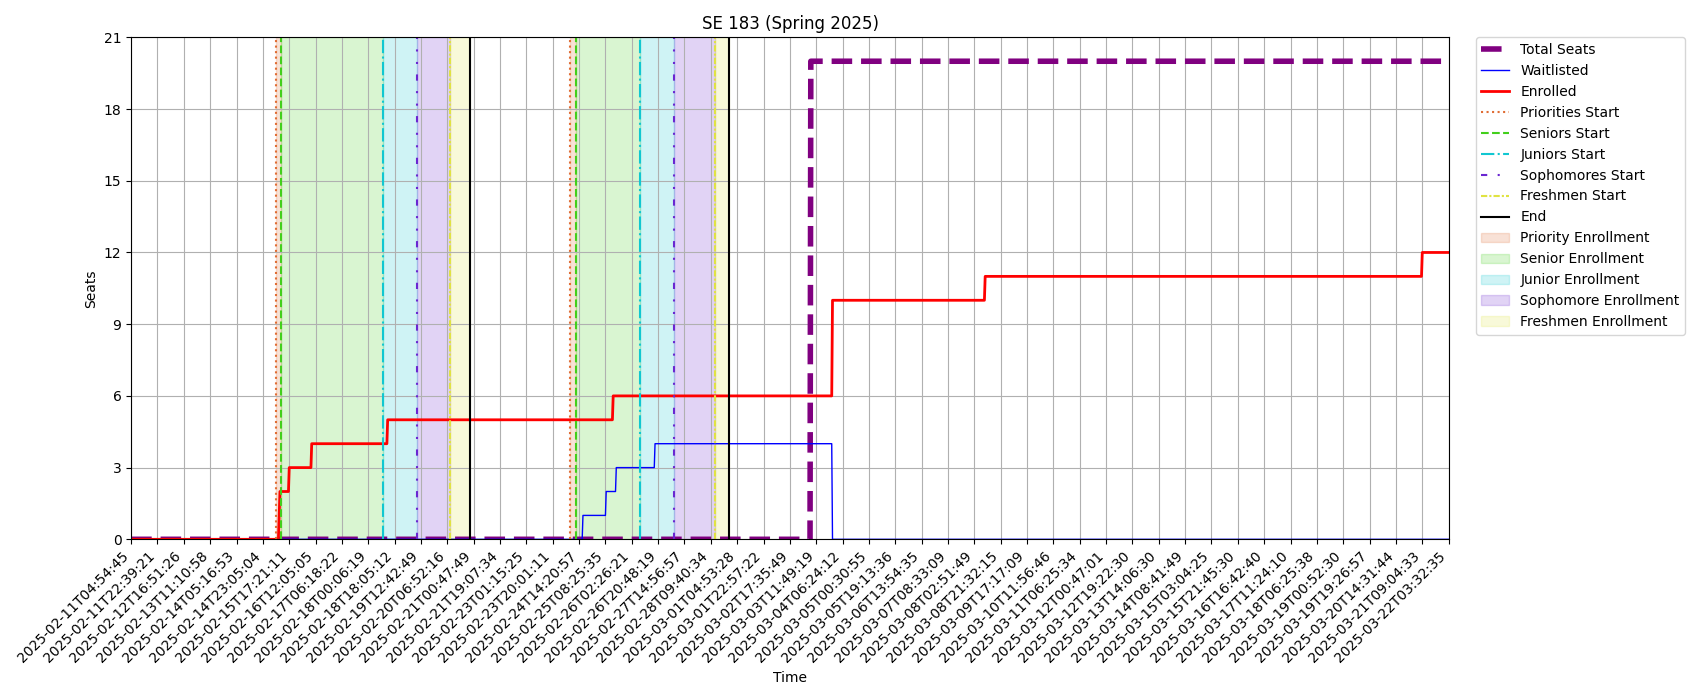 SE 183 (Spring 2025)
21
18
15
12
9
6
3
0
Seats
2025-02-11T04:54:45
2025-02-11T22:39:21
2025-02-12T16:51:26
2025-02-13T11:10:58
2025-02-14T05:16:53
2025-02-14T23:05:04
2025-02-15T17:21:11
2025-02-16T12:05:05
2025-02-17T06:18:22
2025-02-18T00:06:19
2025-02-18T18:05:12
2025-02-19T12:42:49
2025-02-20T06:52:16
2025-02-21T00:47:49
2025-02-21T19:07:34
2025-02-23T01:15:25
2025-02-23T20:01:11
2025-02-24T14:20:57
2025-02-25T08:25:35
2025-02-26T02:26:21
2025-02-26T20:48:19
2025-02-27T14:56:57
2025-02-28T09:40:34
2025-03-01T04:53:28
2025-03-01T22:57:22
2025-03-02T17:35:49
2025-03-03T11:49:19
2025-03-04T06:24:12
2025-03-05T00:30:55
2025-03-05T19:13:36
2025-03-06T13:54:35
2025-03-07T08:33:09
2025-03-08T02:51:49
2025-03-08T21:32:15
2025-03-09T17:17:09
2025-03-10T11:56:46
2025-03-11T06:25:34
2025-03-12T00:47:01
2025-03-12T19:22:30
2025-03-13T14:06:30
2025-03-14T08:41:49
2025-03-15T03:04:25
2025-03-15T21:45:30
2025-03-16T16:42:40
2025-03-17T11:24:10
2025-03-18T06:25:38
2025-03-19T00:52:30
2025-03-19T19:26:57
2025-03-20T14:31:44
2025-03-21T09:04:33
2025-03-22T03:32:35
Time
Total Seats
Waitlisted
Enrolled
Priorities Start
Seniors Start
Juniors Start
Sophomores Start
Freshmen Start
End
Priority Enrollment
Senior Enrollment
Junior Enrollment
Sophomore Enrollment
Freshmen Enrollment